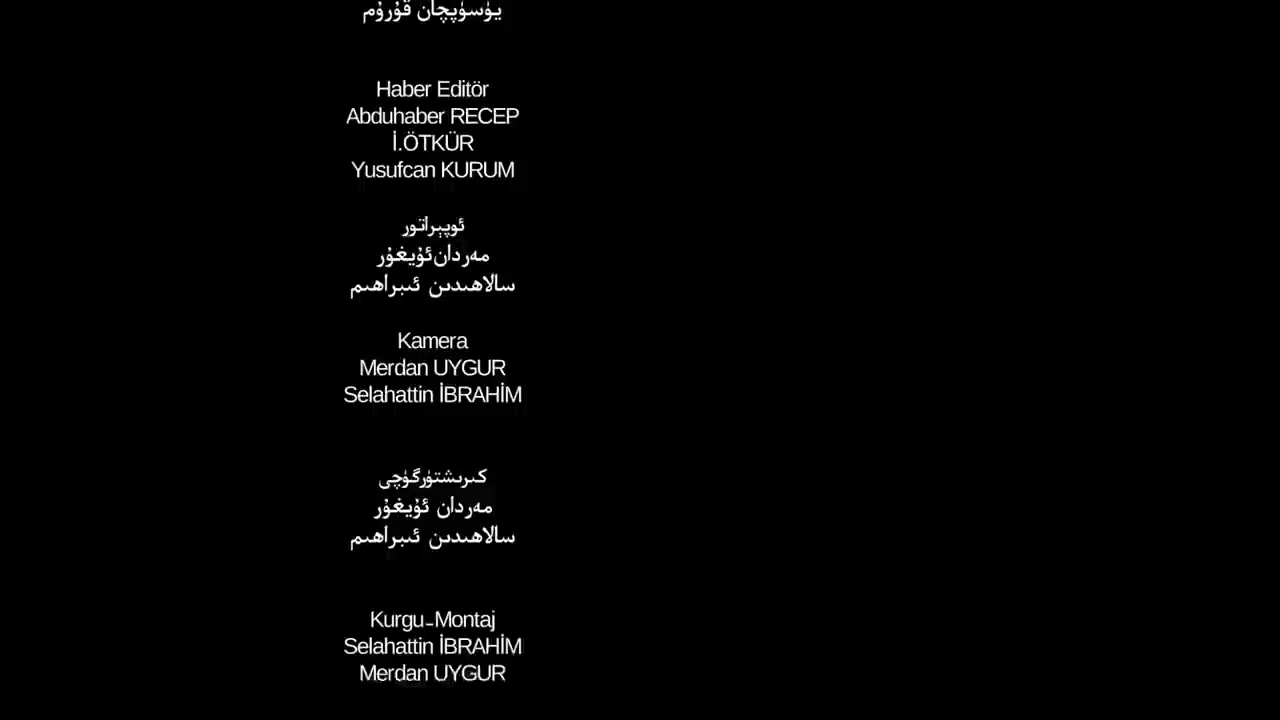 يۈسۈپچان قۇرۇم
Haber Editör
Abduhaber RECEP
İ.ÖTKÜR
Yusufcan KURUM
ئوپېراتور
مەردان ئۇيغۇر
سالاھىدىن ئىبراھىم
Kamera
Merdan UYGUR
Selahattin İBRAHİM
كىرىشتۈرگۈچى
مەردان ئۇيغۇر
سالاھىدىن ئىبراھىم
Kurgu-Montaj
Selahattin İBRAHİM
Merdan UYGUR